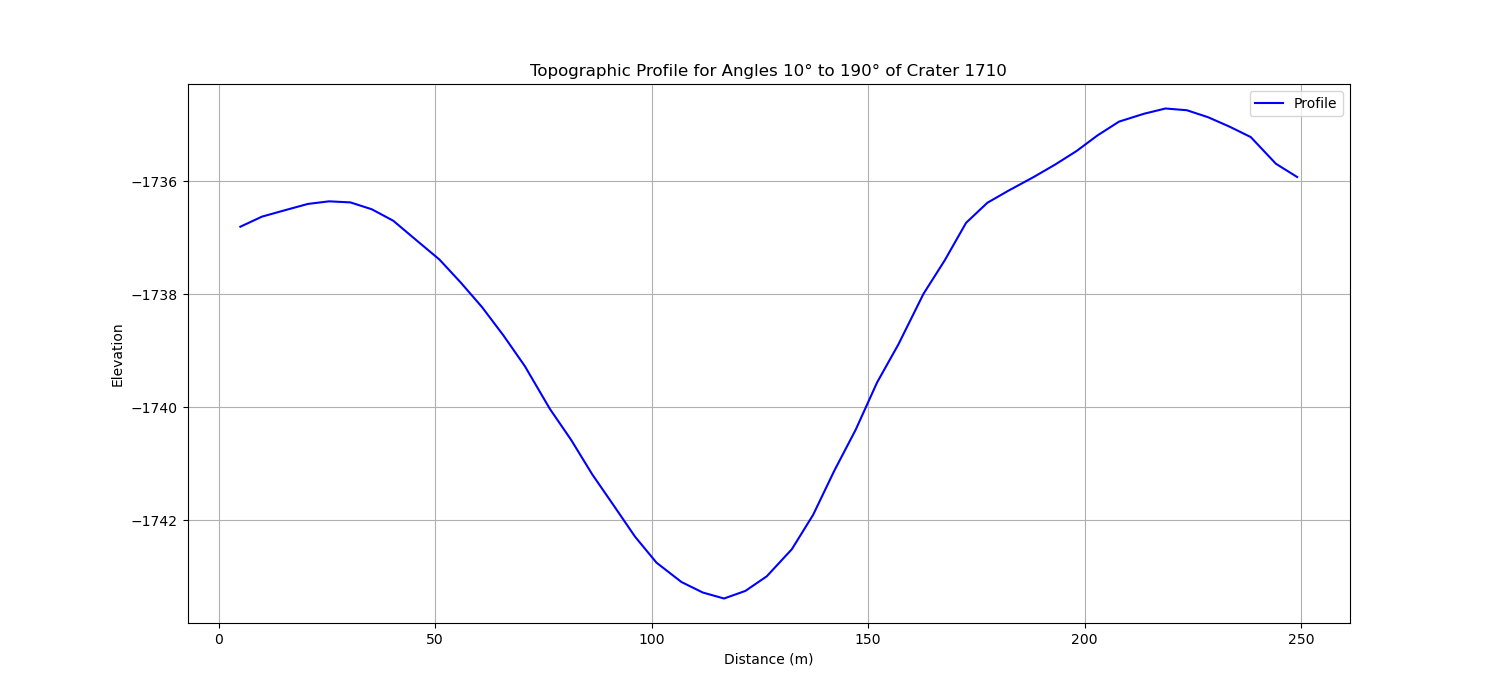 Topographic Profile for Angles 10° to 190° of Crater 1710
Profile
−1736
−1738
−1740
−1742
Elevation
0 50 100 150 200 250
Distance (m)